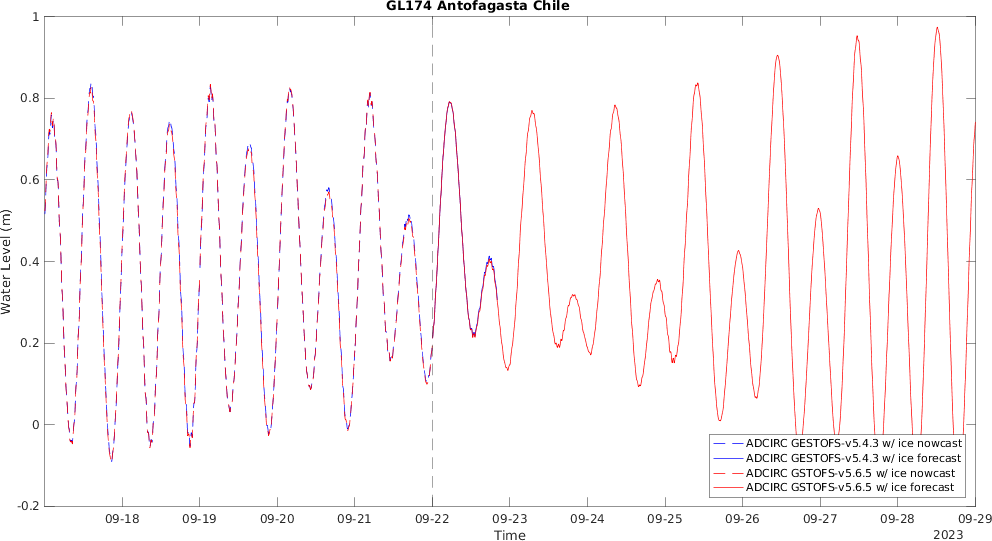 GL174 Antofagasta Chile
1
0.8
0.6
0.4
0.2
0
-0.2
Water Level (m)
09-18 09-19 09-20 09-21 09-22 09-23 09-24 09-25 09-26 09-27 09-28 09-29
2023
Time
ADCIRC GESTOFS-v5.4.3 w/ ice nowcast
ADCIRC GESTOFS-v5.4.3 w/ ice forecast
ADCIRC GSTOFS-v5.6.5 w/ ice nowcast
ADCIRC GSTOFS-v5.6.5 w/ ice forecast